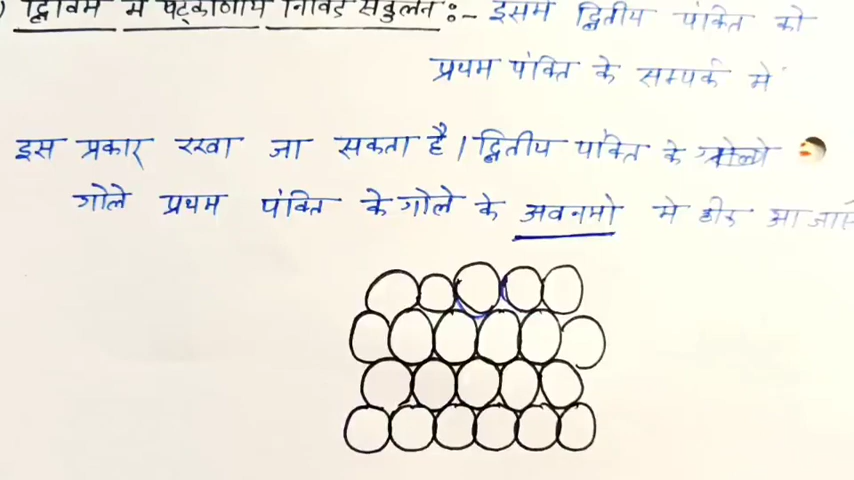 द्विविम में षट्कोणीय निविड संकुलन :- इसमें द्वितीय पंक्ति को
प्रथम पंक्ति के सम्पर्क में
इस प्रकार रखा जा सकता है। द्वितीय पंक्ति के
गोले प्रथम पंक्ति के गोले के अवनमो मे ठीक आ जाते